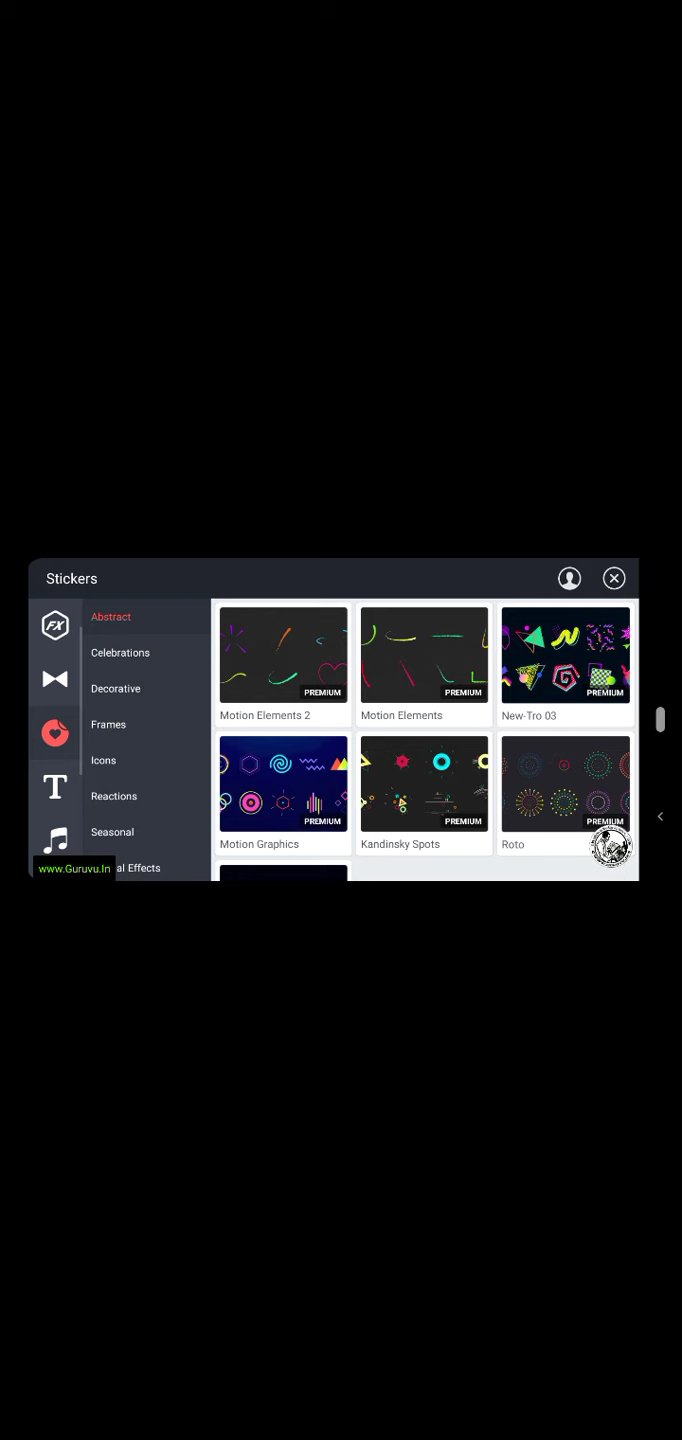 Stickers
Abstract
Celebrations
Decorative
Frames
Icons
Reactions
Seasonal
al Effects
FX
T
PREMIUM
Motion Elements 2
PREMIUM
Motion Elements
PREMIUM
New-Tro 03
PREMIUM
Motion Graphics
PREMIUM
Kandinsky Spots
PREMIUM
Roto
www.Guruvu.In